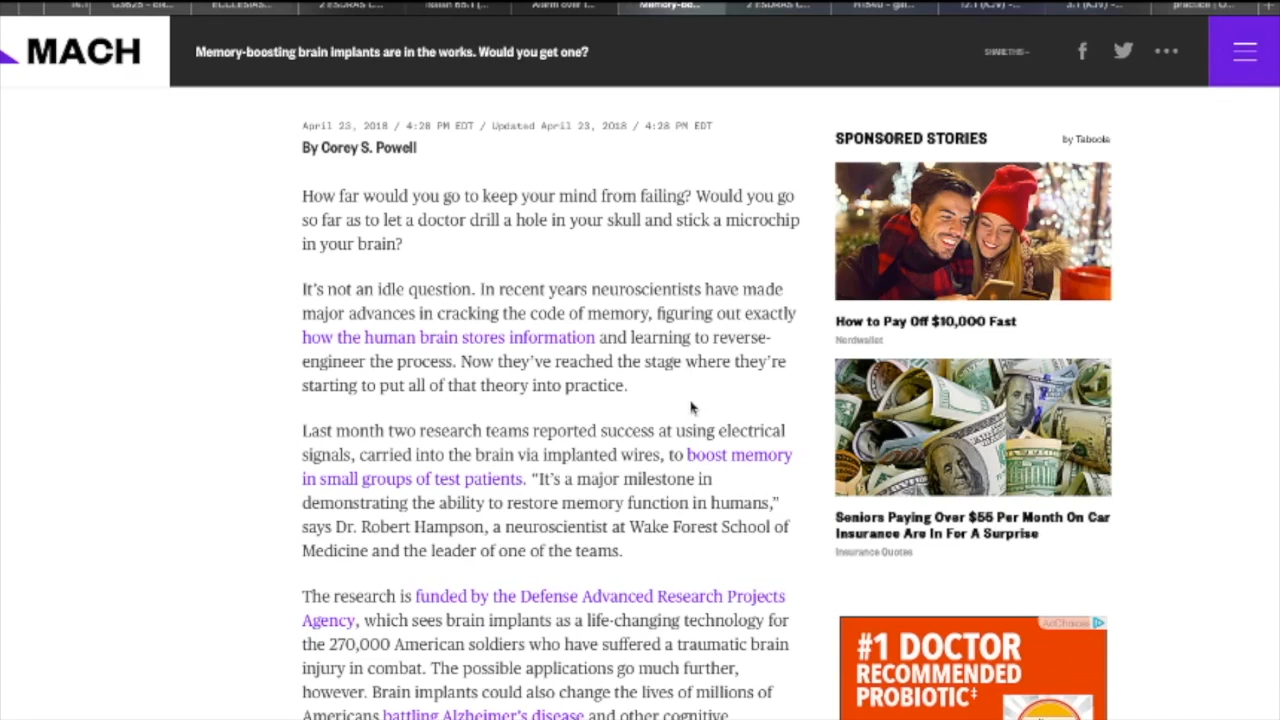 ECCLESIAS...
2 ESDRAS C...
Isaiah 65:1 (...
Memory-bo...
2 ESDRAS C...
MACH
Memory-boosting brain implants are in the works. Would you get one?
SHARE THIS—
April 23, 2018 / 4:28 PM EDT / Updated April 23, 2018 / 4:28 PM EDT
By Corey S. Powell
How far would you go to keep your mind from failing? Would you go
so far as to let a doctor drill a hole in your skull and stick a microchip
in your brain?
It’s not an idle question. In recent years neuroscientists have made
major advances in cracking the code of memory, figuring out exactly
how the human brain stores information and learning to reverse-
engineer the process. Now they’ve reached the stage where they’re
starting to put all of that theory into practice.
Last month two research teams reported success at using electrical
signals, carried into the brain via implanted wires, to boost memory
in small groups of test patients. “It’s a major milestone in
demonstrating the ability to restore memory function in humans,”
says Dr. Robert Hampson, a neuroscientist at Wake Forest School of
Medicine and the leader of one of the teams.
The research is funded by the Defense Advanced Research Projects
Agency, which sees brain implants as a life-changing technology for
the 270,000 American soldiers who have suffered a traumatic brain
injury in combat. The possible applications go much further,
however. Brain implants could also change the lives of millions of
Americans battling Alzheimer’s disease and other cognitive
SPONSORED STORIES
by Taboola
How to Pay Off $10,000 Fast
Nerdwallet
Seniors Paying Over $55 Per Month On Car
Insurance Are In For A Surprise
Insurance Quotes
AdChoices
#1 DOCTOR
RECOMMENDED
PROBIOTIC‡